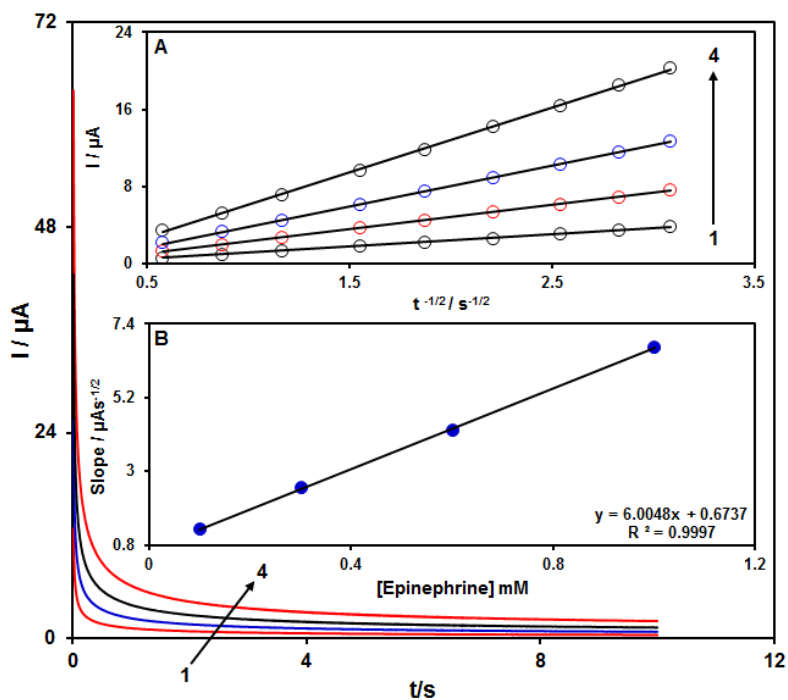 72
48
24
0
I / µA
0
4
8
12
t/s
1
4
A
24
16
8
0
I / µA
0.5
1.5
2.5
3.5
t -1/2 / s-1/2
4
1
B
7.4
5.2
3
0.8
Slope / µAs-1/2
0
0.4
0.8
1.2
[Epinephrine] mM
y = 6.0048x + 0.6737
R ² = 0.9997